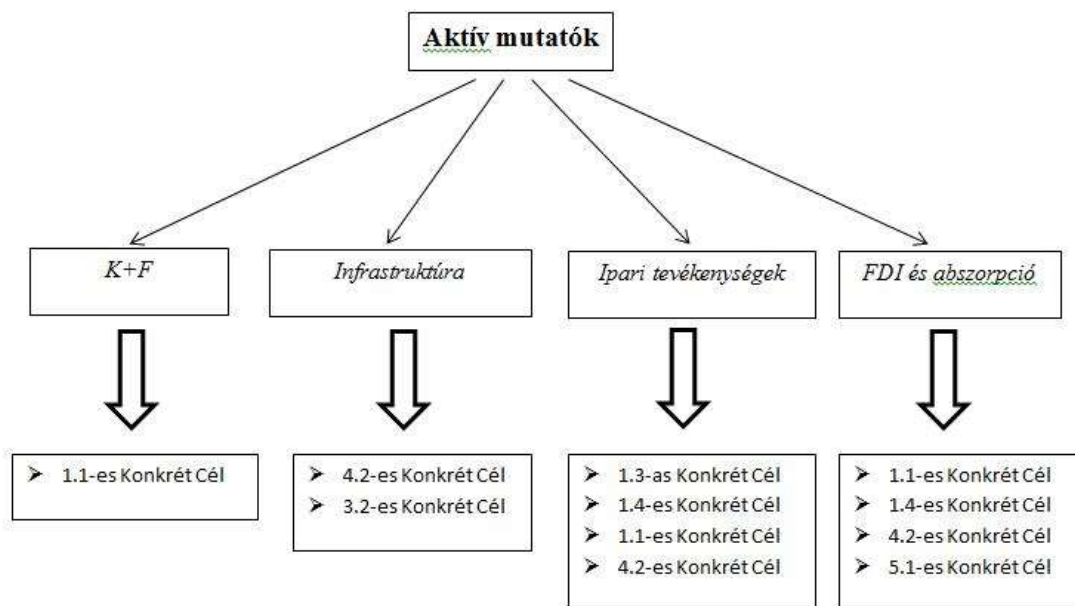 Aktív mutatók
K+F
Infrastruktúra
Ipari tevékenységek
FDI és abszorpció
1.1-es Konkrét Cél
4.2-es Konkrét Cél
3.2-es Konkrét Cél
1.3-as Konkrét Cél
1.4-es Konkrét Cél
1.1-es Konkrét Cél
4.2-es Konkrét Cél
1.1-es Konkrét Cél
1.4-es Konkrét Cél
4.2-es Konkrét Cél
5.1-es Konkrét Cél